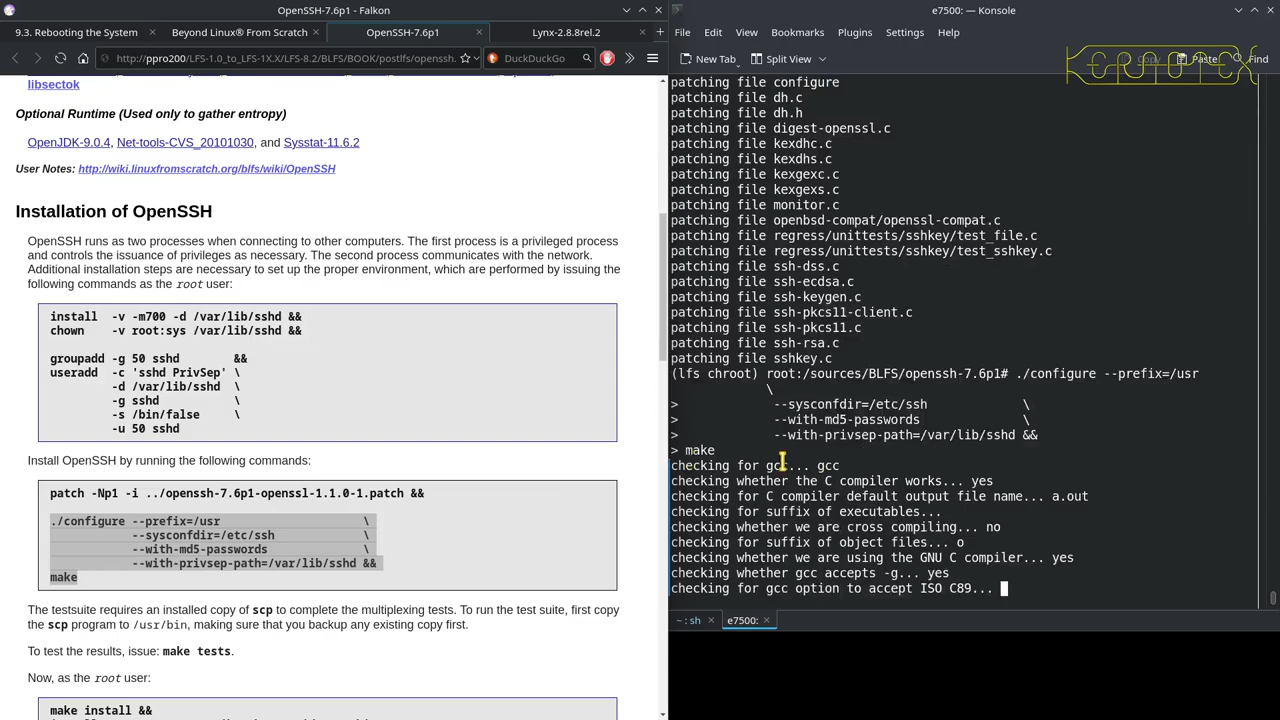 OpenSSH-7.6p1 - Falkon
9.3. Rebooting the System
Beyond Linux® From Scratch
OpenSSH-7.6p1
Lynx-2.8.8rel.2
http://ppro200/LFS-1.0_to_LFS-1X.X/LFS-8.2/BLFS/BOOK/postlfs/openssh.
DuckDuckGo
libsectok
Optional Runtime (Used only to gather entropy)
OpenJDK-9.0.4, Net-tools-CVS_20101030, and Sysstat-11.6.2
User Notes: http://wiki.linuxfromscratch.org/blfs/wiki/OpenSSH
Installation of OpenSSH
OpenSSH runs as two processes when connecting to other computers. The first process is a privileged process
and controls the issuance of privileges as necessary. The second process communicates with the network.
Additional installation steps are necessary to set up the proper environment, which are performed by issuing the
following commands as the root user:
install -v -m700 -d /var/lib/sshd &&
chown -v root:sys /var/lib/sshd &&
groupadd -g 50 sshd &&
useradd -c 'sshd PrivSep' \
-d /var/lib/sshd \
-g sshd \
-s /bin/false \
-u 50 sshd
Install OpenSSH by running the following commands:
patch -Np1 -i ../openssh-7.6p1-openssl-1.1.0-1.patch &&
./configure --prefix=/usr \
--sysconfdir=/etc/ssh \
--with-md5-passwords \
--with-privsep-path=/var/lib/sshd &&
make
The testsuite requires an installed copy of scp to complete the multiplexing tests. To run the test suite, first copy
the scp program to /usr/bin, making sure that you backup any existing copy first.
To test the results, issue: make tests.
Now, as the root user:
make install &&
e7500: — Konsole
File Edit View Bookmarks Plugins Settings Help
New Tab Split View Copy Paste Find
patching file configure
patching file dh.c
patching file dh.h
patching file digest-openssl.c
patching file kexdhc.c
patching file kexdhs.c
patching file kexgexc.c
patching file kexgexs.c
patching file monitor.c
patching file openbsd-compat/openssl-compat.c
patching file regress/unittests/sshkey/test_file.c
patching file regress/unittests/sshkey/test_sshkey.c
patching file ssh-dss.c
patching file ssh-ecdsa.c
patching file ssh-keygen.c
patching file ssh-pkcs11-client.c
patching file ssh-pkcs11.c
patching file ssh-rsa.c
patching file sshkey.c
(lfs chroot) root:/sources/BLFS/openssh-7.6p1# ./configure --prefix=/usr
\
> --sysconfdir=/etc/ssh \
> --with-md5-passwords \
> --with-privsep-path=/var/lib/sshd &&
> make
checking for gcc... gcc
checking whether the C compiler works... yes
checking for C compiler default output file name... a.out
checking for suffix of executables...
checking whether we are cross compiling... no
checking for suffix of object files... o
checking whether we are using the GNU C compiler... yes
checking whether gcc accepts -g... yes
checking for gcc option to accept ISO C89...
~ : sh
e7500: